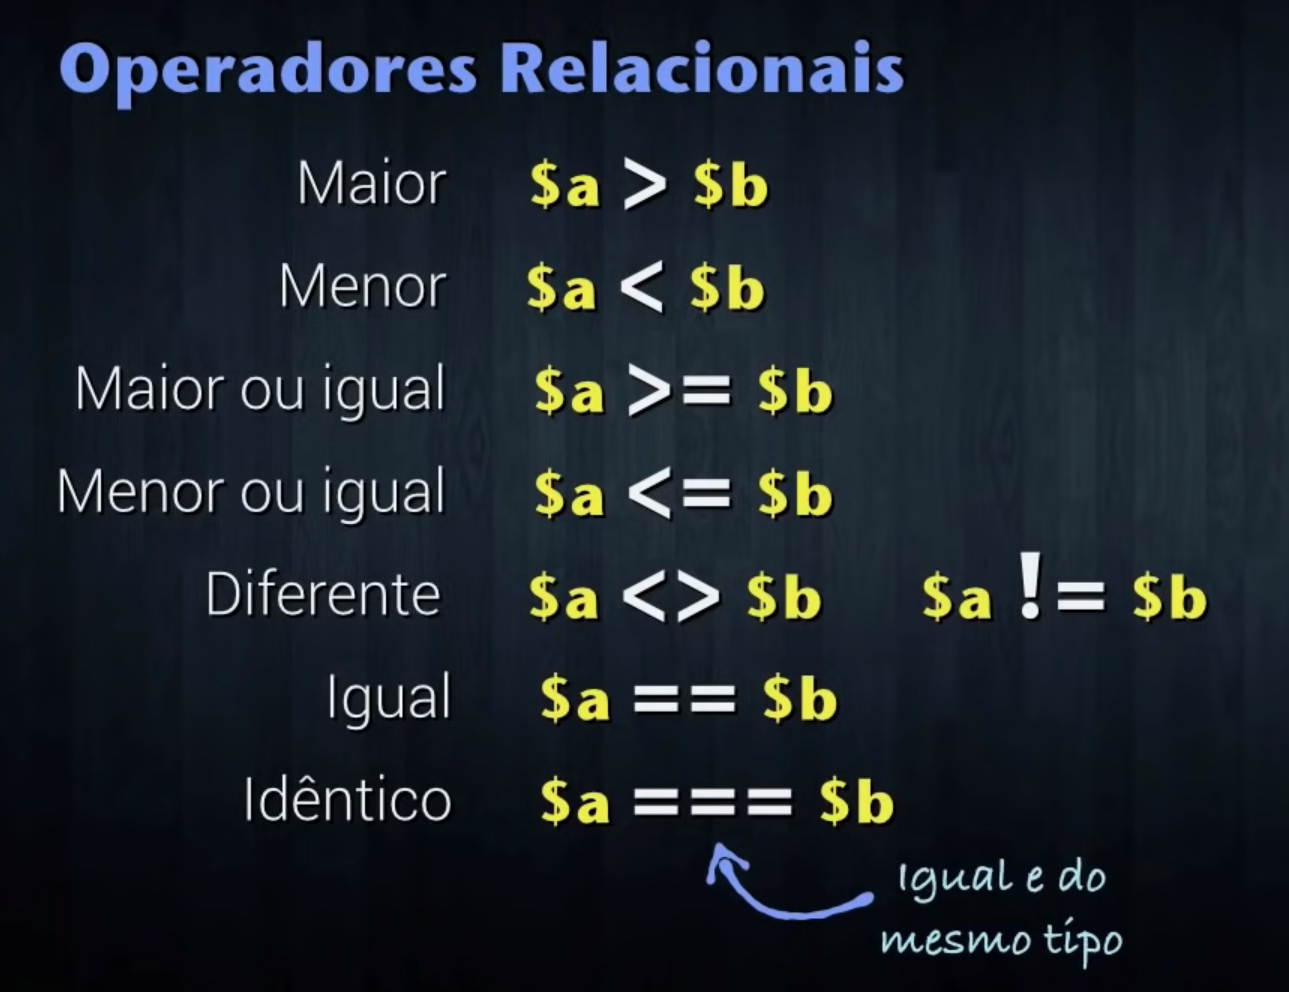 Operadores Relacionais
Maior $a > $b
Menor $a < $b
Maior ou igual $a >= $b
Menor ou igual $a <= $b
Diferente $a <> $b $a != $b
Igual $a == $b
Idêntico $a === $b
Igual e do
mesmo tipo